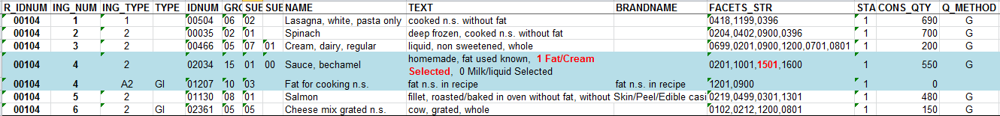 R_IDNUM ING_NUM ING_TYPE TYPE IDNUM GRO SUE SUE NAME TEXT BRANDNAME FACETS_STR STA CONS_QTY Q_METHOD
00104 1 1 00504 06 02 Lasagna, white, pasta only cooked n.s. without fat 0418,1199,0396 1 690 G
00104 2 2 00035 02 01 Spinach deep frozen, cooked n.s. without fat 0204,0402,0900,0396 1 700 G
00104 3 2 00466 05 07 01 Cream, dairy, regular liquid, non sweetened, whole 0699,0201,0900,1200,0701,0801 1 200 G
00104 4 2 02034 15 01 00 Sauce, bechamel homemade, fat used known, 1 Fat/Cream
Selected, 0 Milk/liquid Selected 0201,1001,1501,1600 1 550 G
00104 4 A2 GI 01207 10 03 Fat for cooking n.s. fat n.s. in recipe fat n.s. in recipe 1201,0900 1 0
00104 5 2 01130 08 01 Salmon fillet, roasted/baked in oven without fat, without Skin/Peel/Edible casi 0219,0499,0301,1301 1 480 G
00104 6 2 GI 02361 05 05 Cheese mix grated n.s. cow, grated, whole 0102,0212,1200,0801 1 150 G